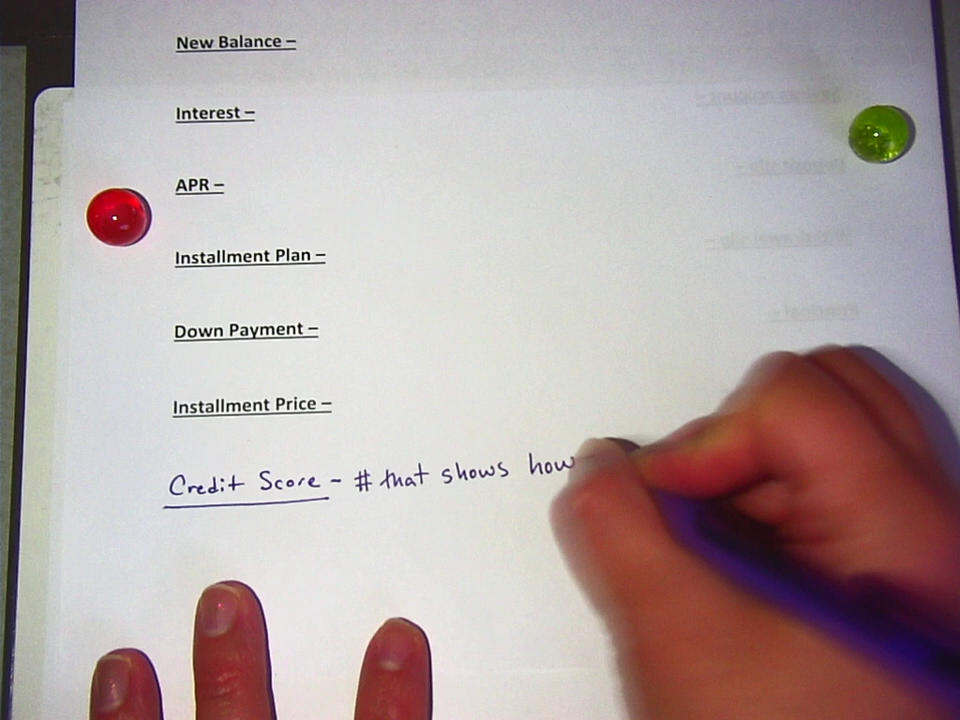 New Balance –
Interest –
APR –
Installment Plan –
Down Payment –
Installment Price –
Credit Score - # that shows how